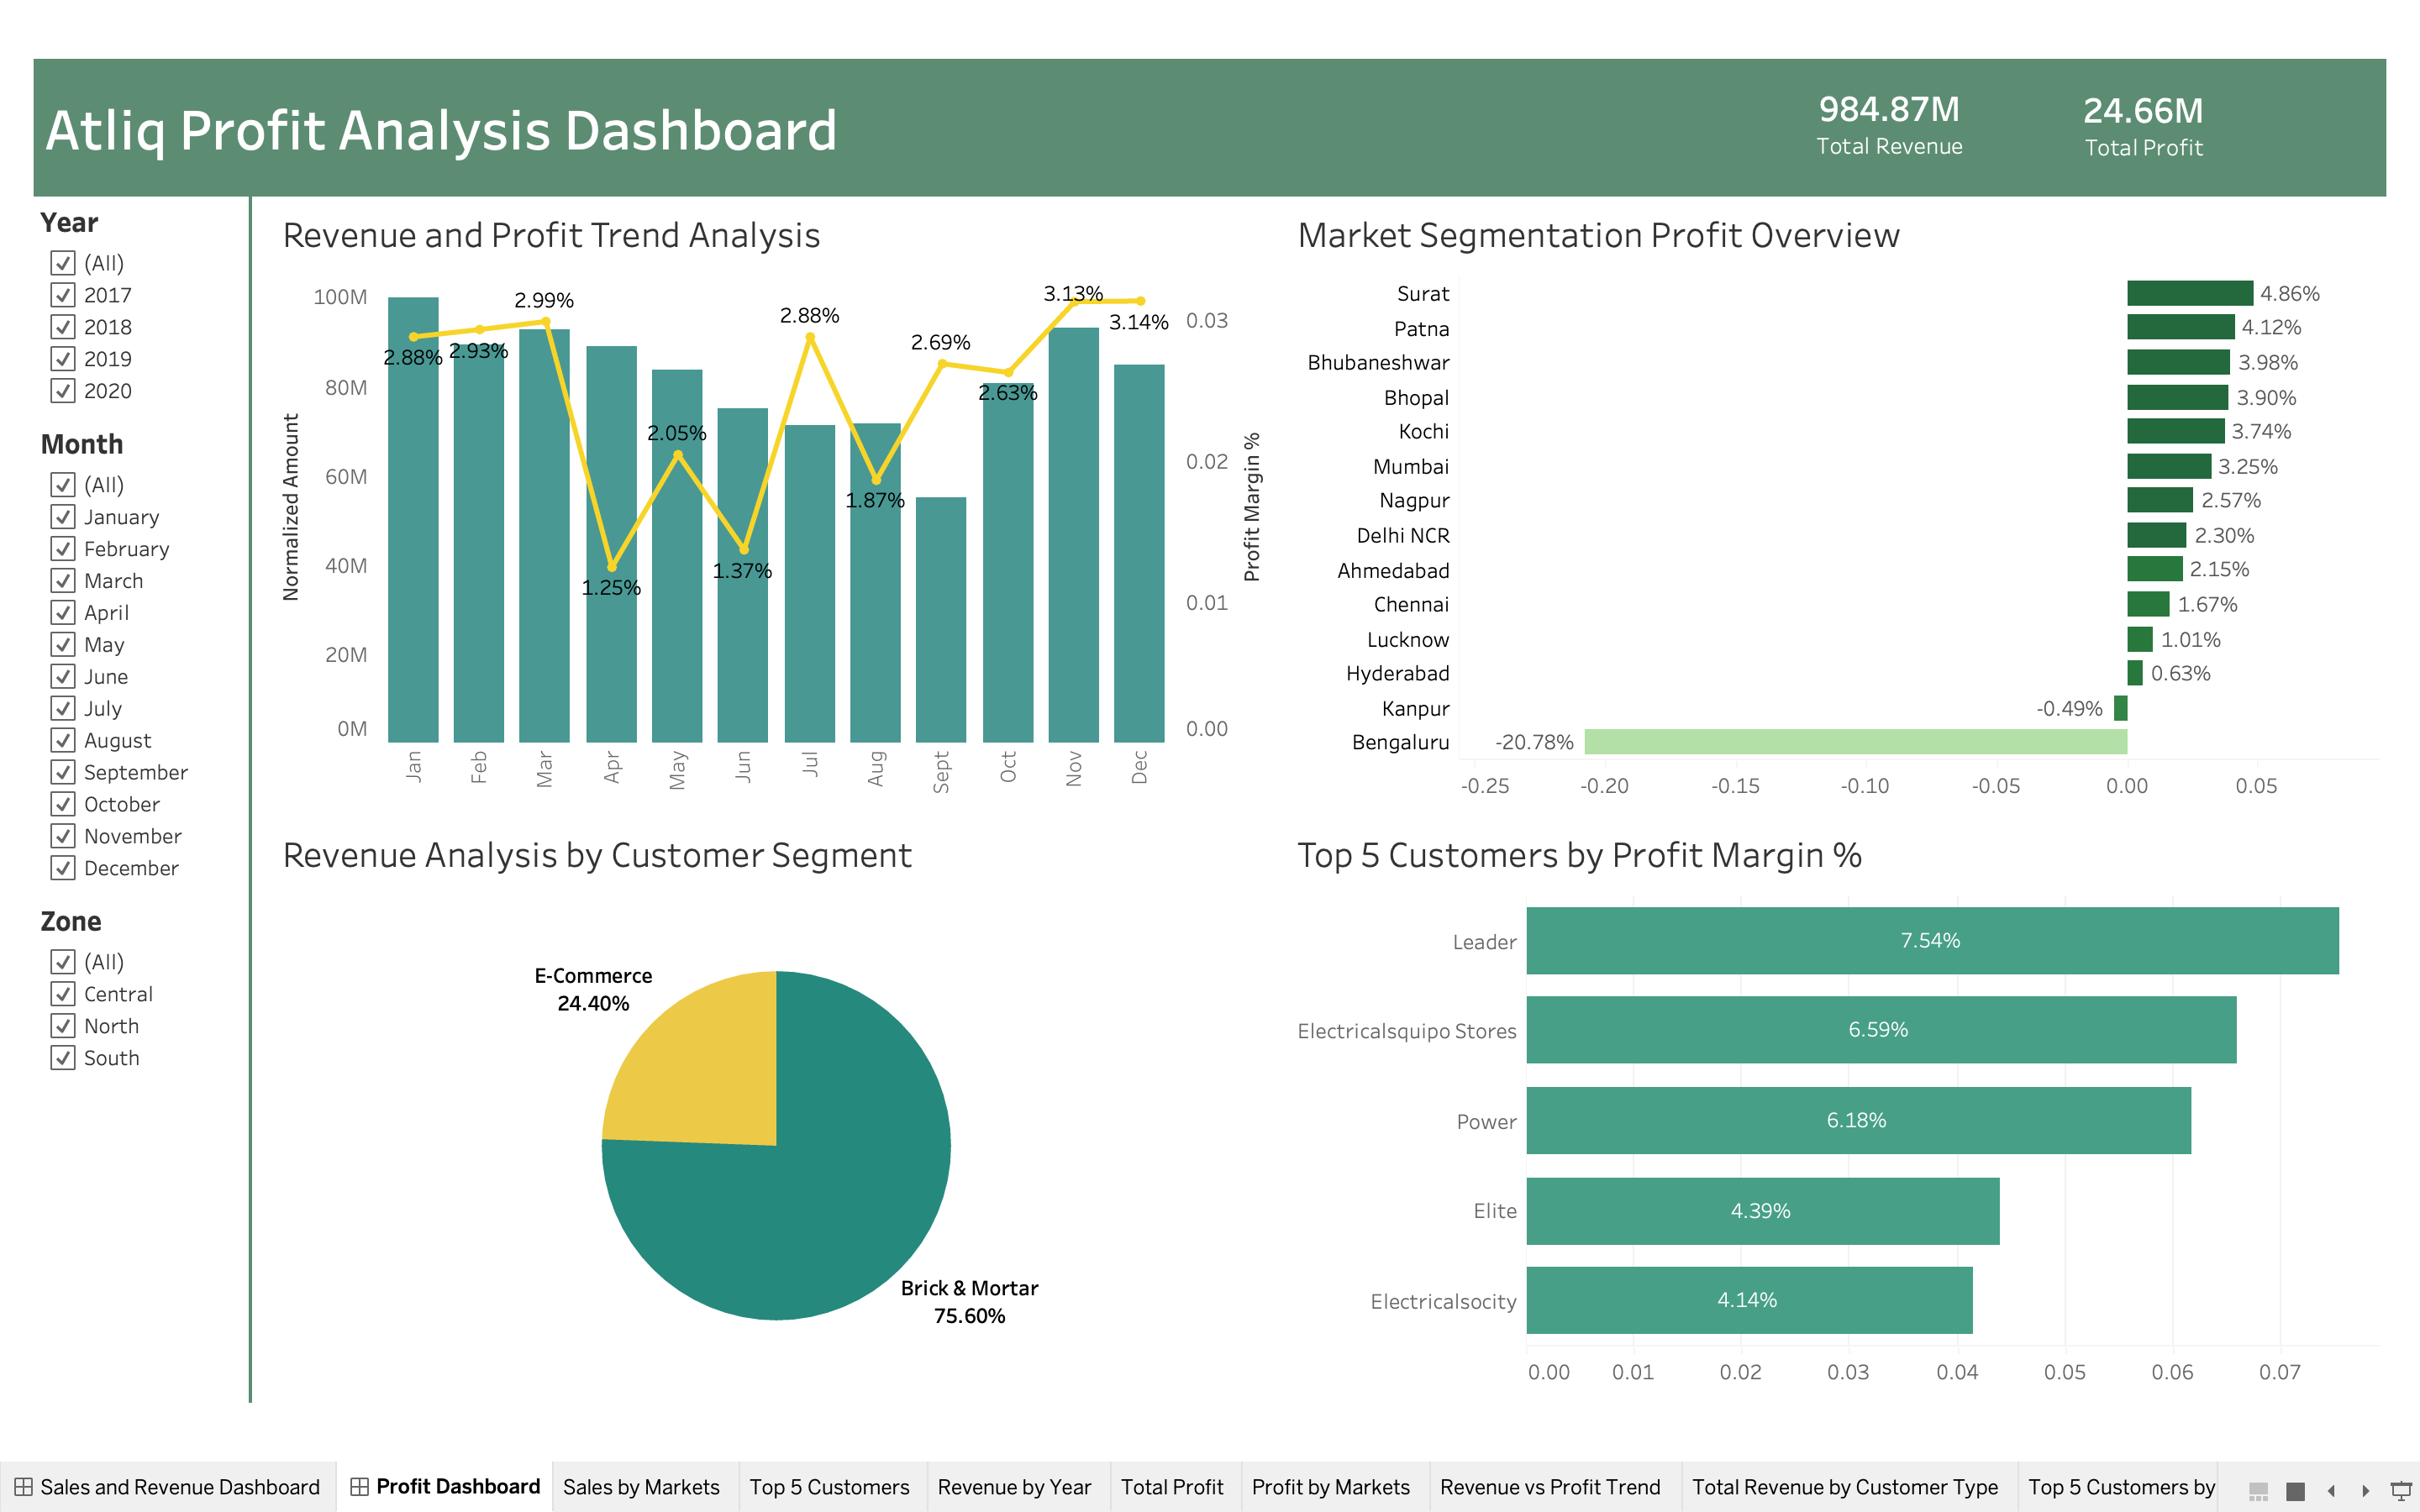 Atliq Profit Analysis Dashboard
984.87M
Total Revenue
24.66M
Total Profit
Year
(All)
2017
2018
2019
2020
Month
(All)
January
February
March
April
May
June
July
August
September
October
November
December
Zone
(All)
Central
North
South
Revenue and Profit Trend Analysis
Normalized Amount
100M
80M
60M
40M
20M
0M
2.88%
2.93%
2.99%
1.25%
2.05%
1.37%
2.88%
1.87%
2.69%
2.63%
3.13%
3.14%
0.03
0.02
0.01
0.00
Profit Margin %
Jan
Feb
Mar
Apr
May
Jun
Jul
Aug
Sept
Oct
Nov
Dec
Market Segmentation Profit Overview
Surat 4.86%
Patna 4.12%
Bhubaneshwar 3.98%
Bhopal 3.90%
Kochi 3.74%
Mumbai 3.25%
Nagpur 2.57%
Delhi NCR 2.30%
Ahmedabad 2.15%
Chennai 1.67%
Lucknow 1.01%
Hyderabad 0.63%
Kanpur -0.49%
Bengaluru -20.78%
-0.25 -0.20 -0.15 -0.10 -0.05 0.00 0.05
Revenue Analysis by Customer Segment
E-Commerce
24.40%
Brick & Mortar
75.60%
Top 5 Customers by Profit Margin %
Leader 7.54%
Electricalsquipo Stores 6.59%
Power 6.18%
Elite 4.39%
Electricalsocity 4.14%
0.00 0.01 0.02 0.03 0.04 0.05 0.06 0.07
Sales and Revenue Dashboard
Profit Dashboard
Sales by Markets
Top 5 Customers
Revenue by Year
Total Profit
Profit by Markets
Revenue vs Profit Trend
Total Revenue by Customer Type
Top 5 Customers by